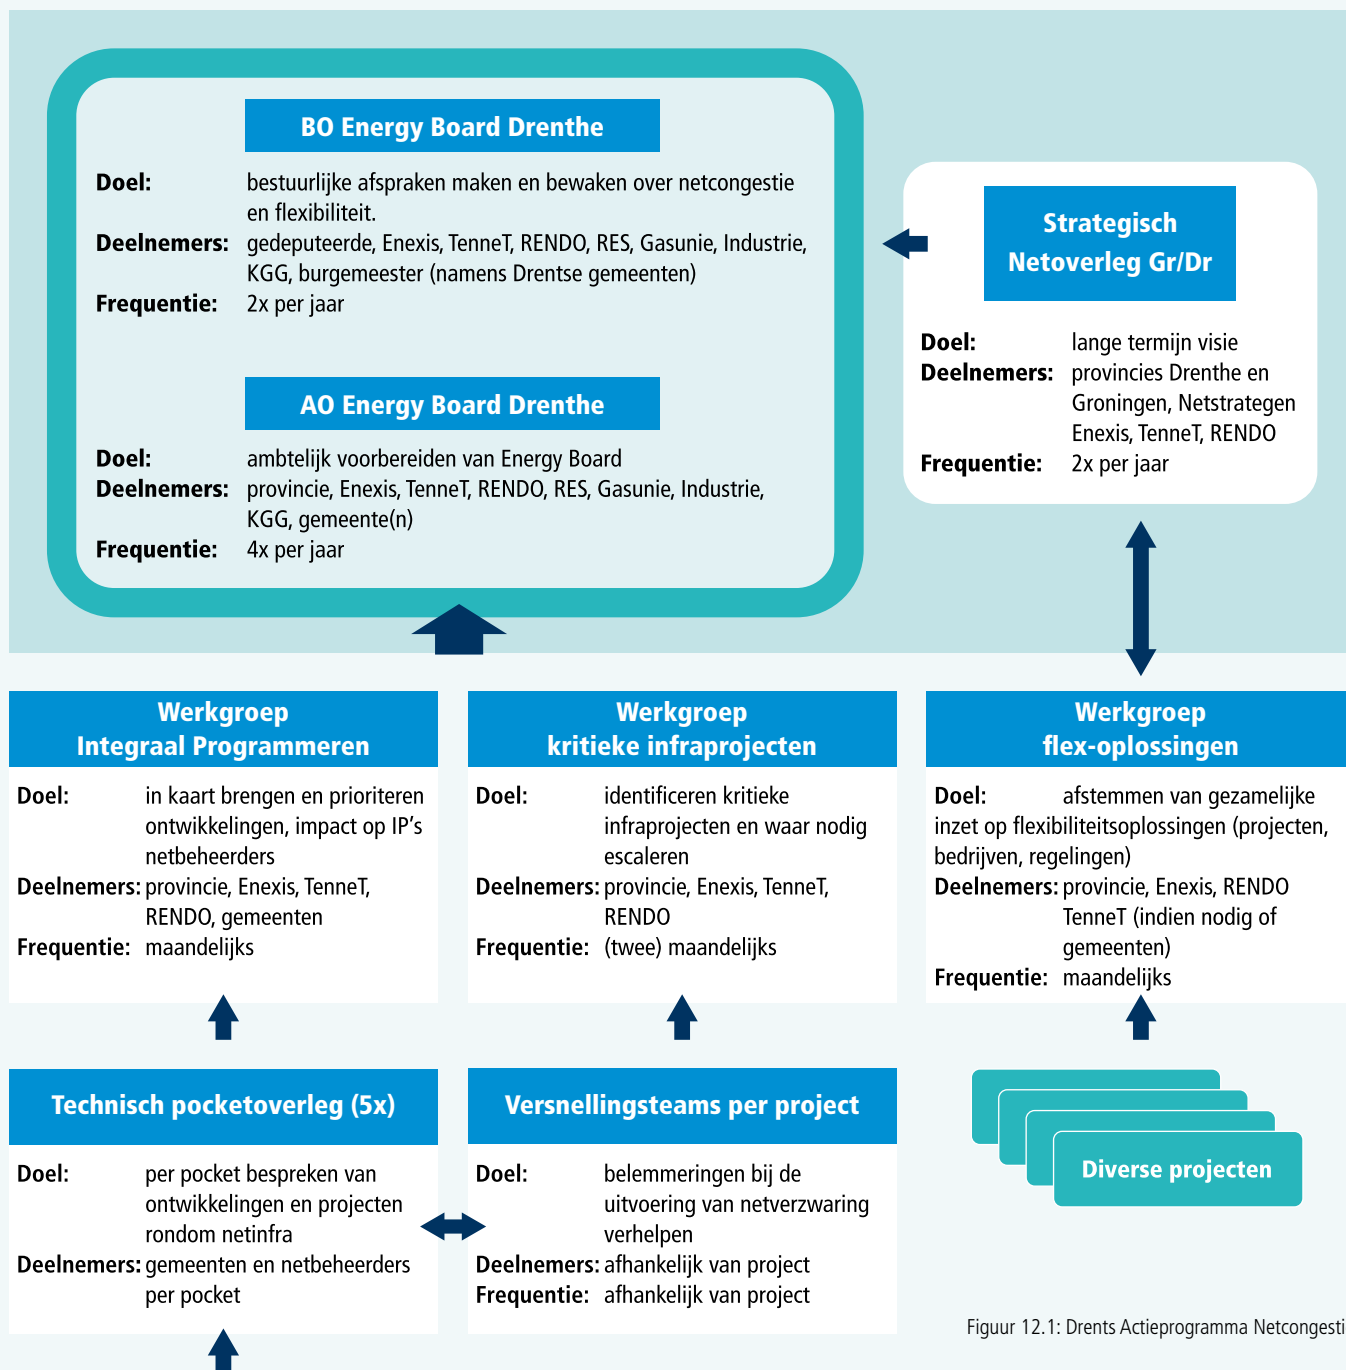 BO Energy Board Drenthe
Doel: bestuurlijke afspraken maken en bewaken over netcongestie
en flexibiliteit.
Deelnemers: gedeputeerde, Enexis, TenneT, RENDO, RES, Gasunie, Industrie,
KGG, burgemeester (namens Drentse gemeenten)
Frequentie: 2x per jaar
AO Energy Board Drenthe
Doel: ambtelijk voorbereiden van Energy Board
Deelnemers: provincie, Enexis, TenneT, RENDO, RES, Gasunie, Industrie,
KGG, gemeente(n)
Frequentie: 4x per jaar
Strategisch
Netoverleg Gr/Dr
Doel: lange termijn visie
Deelnemers: provincies Drenthe en
Groningen, Netstrategen
Enexis, TenneT, RENDO
Frequentie: 2x per jaar
Werkgroep
Integraal Programmeren
Doel: in kaart brengen en prioriteren
ontwikkelingen, impact op IP's
netbeheerders
Deelnemers: provincie, Enexis, TenneT,
RENDO, gemeenten
Frequentie: maandelijks
Werkgroep
kritieke infraprojecten
Doel: identificeren kritieke
infraprojecten en waar nodig
escaleren
Deelnemers: provincie, Enexis, TenneT,
RENDO
Frequentie: (twee) maandelijks
Werkgroep
flex-oplossingen
Doel: afstemmen van gezamelijke
inzet op flexibiliteitsoplossingen (projecten,
bedrijven, regelingen)
Deelnemers: provincie, Enexis, RENDO
TenneT (indien nodig of
gemeenten)
Frequentie: maandelijks
Technisch pocketoverleg (5x)
Doel: per pocket bespreken van
ontwikkelingen en projecten
rondom netinfra
Deelnemers: gemeenten en netbeheerders
per pocket
Versnellingsteams per project
Doel: belemmeringen bij de
uitvoering van netverzwaring
verhelpen
Deelnemers: afhankelijk van project
Frequentie: afhankelijk van project
Diverse projecten
Figuur 12.1: Drents Actieprogramma Netcongesti